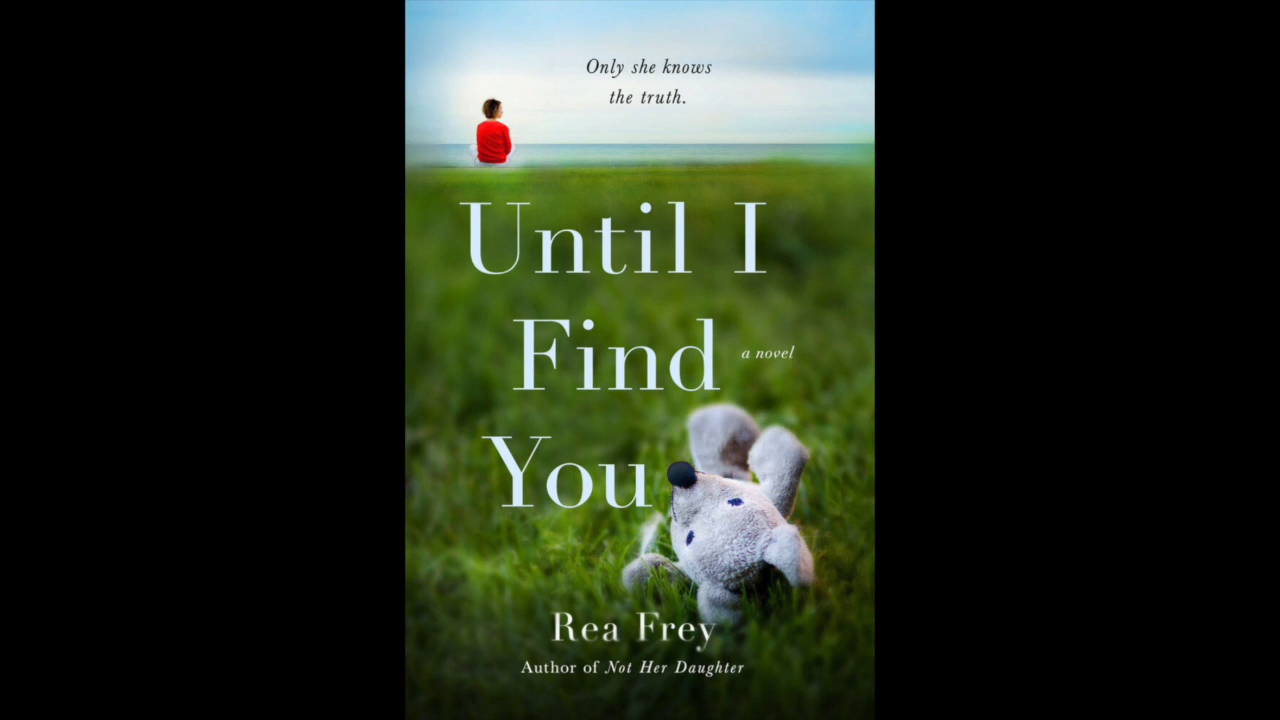 Only she knows
the truth.
Until I
Find
a novel
You
Rea Frey
Author of Not Her Daughter